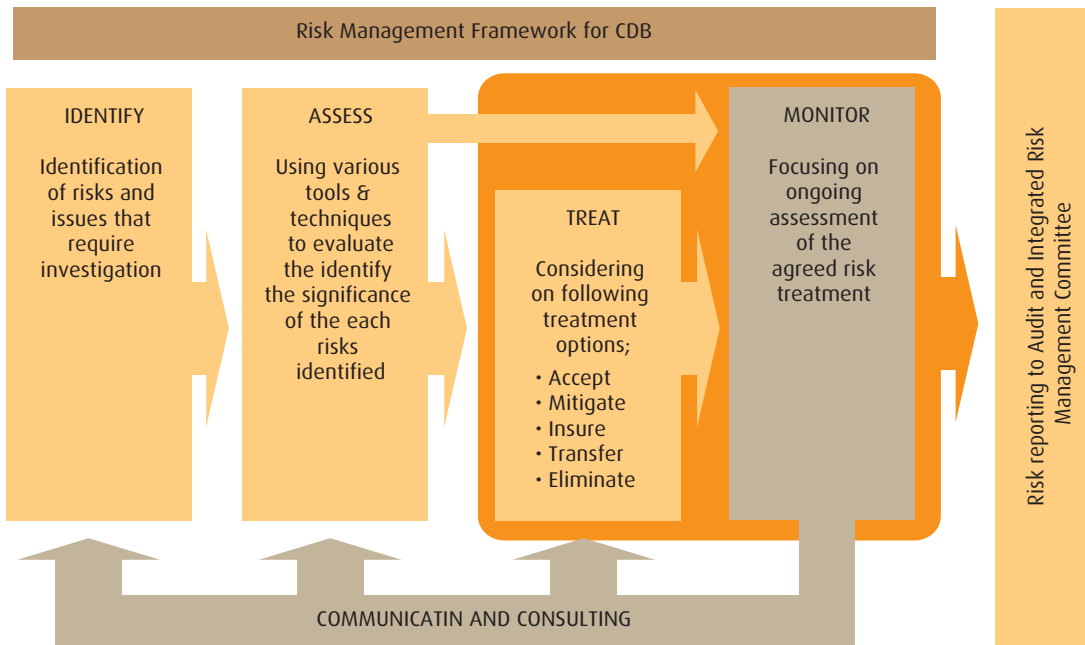 Risk Management Framework for CDB
IDENTIFY
Identification
of risks and
issues that
require
investigation
ASSESS
Using various
tools &
techniques
to evaluate
the identify
the significance
of the each
risks
identified
TREAT
Considering
on following
treatment
options;
• Accept
• Mitigate
• Insure
• Transfer
• Eliminate
MONITOR
Focusing on
ongoing
assessment
of the
agreed risk
treatment
Risk reporting to Audit and Integrated Risk
Management Committee
COMMUNICATIN AND CONSULTING